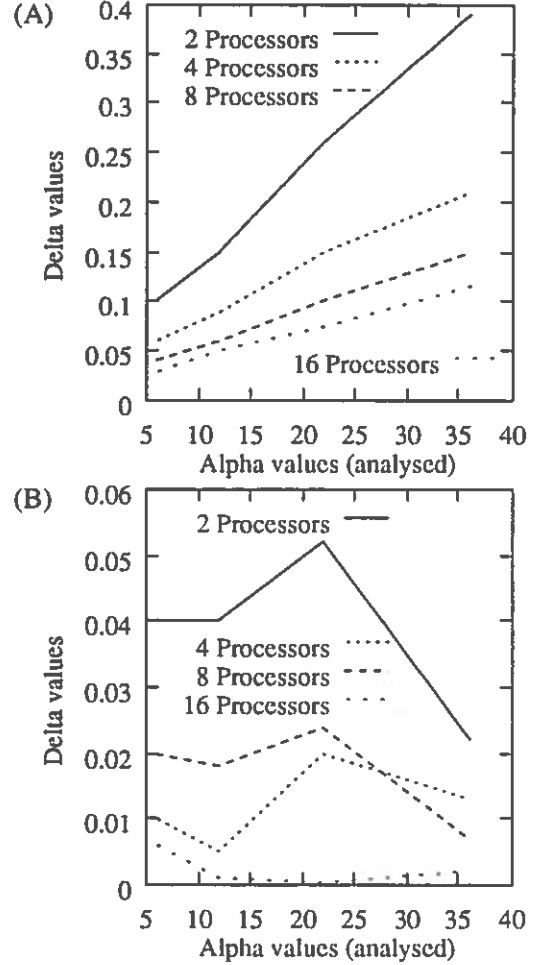 (A)
0.4
2 Processors
0.35
4 Processors
0.3
8 Processors
0.25
0.2
0.15
0.1
0.05
16 Processors
0
Delta values
5 10 15 20 25 30 35 40
Alpha values (analysed)
(B)
0.06
2 Processors
0.05
0.04
4 Processors
8 Processors
0.03
16 Processors
0.02
0.01
0
Delta values
5 10 15 20 25 30 35 40
Alpha values (analysed)